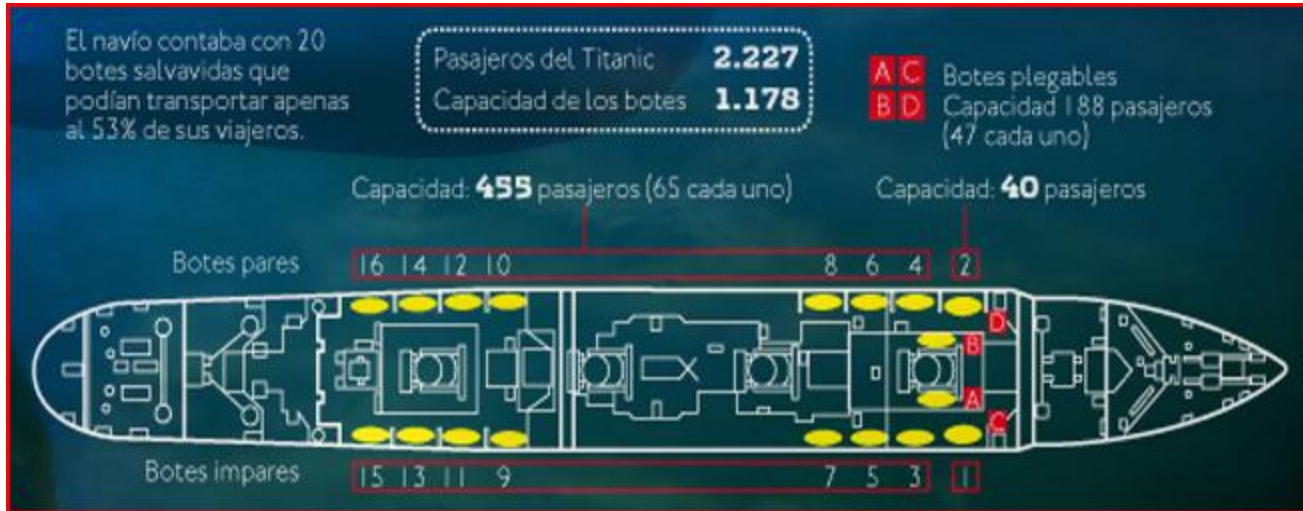 El navío contaba con 20
botes salvavidas que
podían transportar apenas
al 53% de sus viajeros.
Pasajeros del Titanic 2.227
Capacidad de los botes 1.178
A C
B D
Botes plegables
Capacidad 188 pasajeros
(47 cada uno)
Capacidad: 455 pasajeros (65 cada uno)
Capacidad: 40 pasajeros
Botes pares 16 14 12 10 8 6 4 2
D
B
A
C
Botes impares 15 13 11 9 7 5 3 1